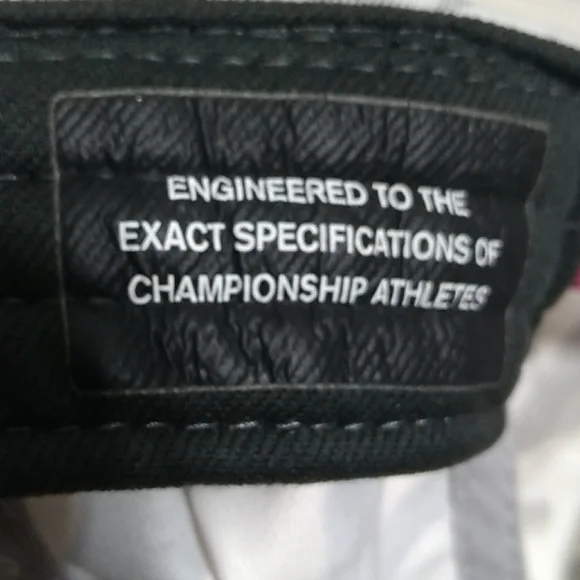 ENGINEERED TO THE
EXACT SPECIFICATIONS OF
CHAMPIONSHIP ATHLETES